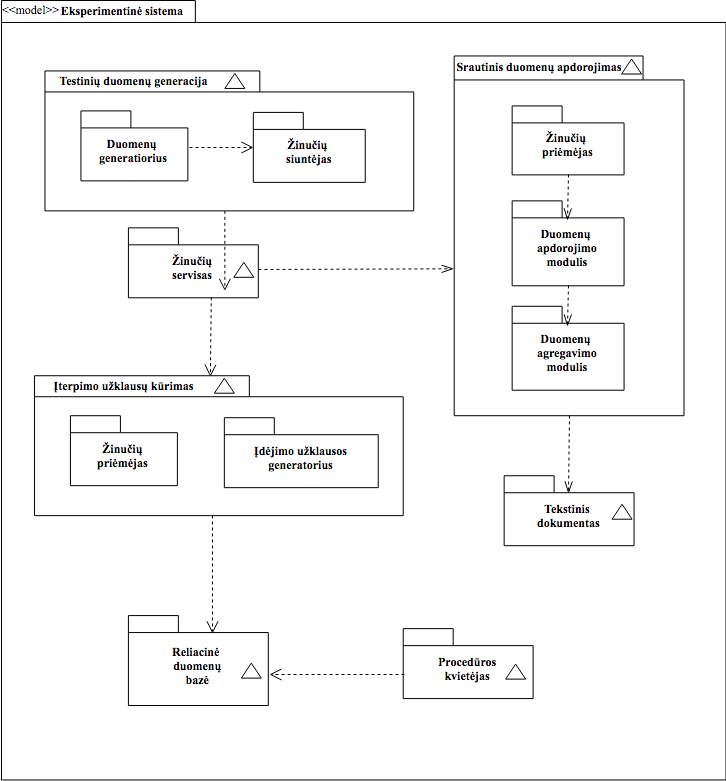 <<model>> Eksperimentinė sistema
Testinių duomenų generacija
Duomenų
generatiorius
Žinučių
siuntėjas
Srautinis duomenų apdorojimas
Žinučių
priėmėjas
Duomenų
apdorojimo
modulis
Duomenų
agregavimo
modulis
Žinučių
servisas
Įterpimo užklausų kūrimas
Žinučių
priėmėjas
Įdėjimo užklausos
generatorius
Tekstinis
dokumentas
Reliacinė
duomenų
bazė
Procedūros
kvietėjas